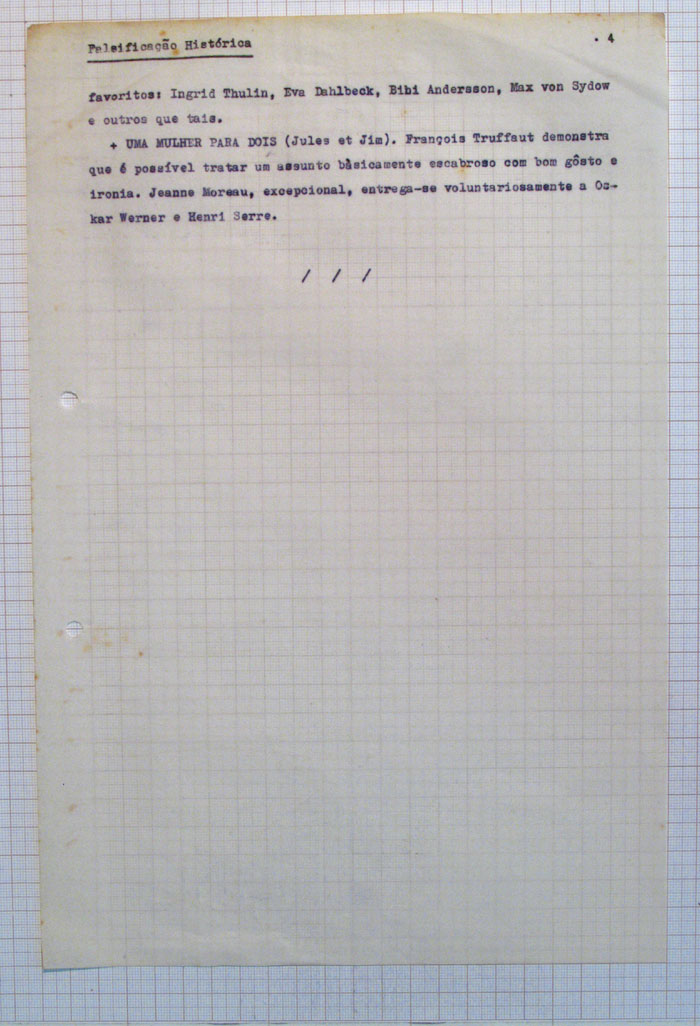 Falsificação Histórica . 4
favoritos: Ingrid Thulin, Eva Dahlbeck, Bibi Andersson, Max von Sydow
e outros que tais.
+ UMA MULHER PARA DOIS (Jules et Jim). François Truffaut demonstra
que é possível tratar um assunto bàsicamente escabroso com bom gôsto e
ironia. Jeanne Moreau, excepcional, entrega-se voluntariosamente a Os-
kar Werner e Henri Serre.
/ / /